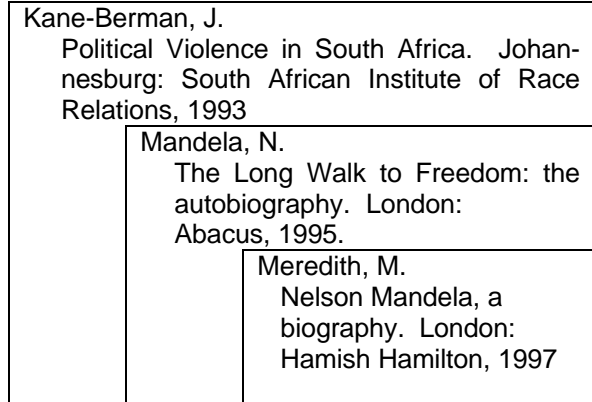 Kane-Berman, J.
Political Violence in South Africa. Johan-
nesburg: South African Institute of Race
Relations, 1993
Mandela, N.
The Long Walk to Freedom: the
autobiography. London:
Abacus, 1995.
Meredith, M.
Nelson Mandela, a
biography. London:
Hamish Hamilton, 1997